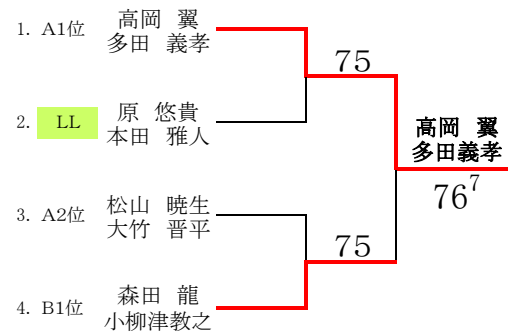 1. A1位 高岡 翼
多田 義孝
75
2. LL 原 悠貴
本田 雅人
高岡 翼
多田義孝
76⁷
3. A2位 松山 暁生
大竹 晋平
75
4. B1位 森田 龍
小柳津教之